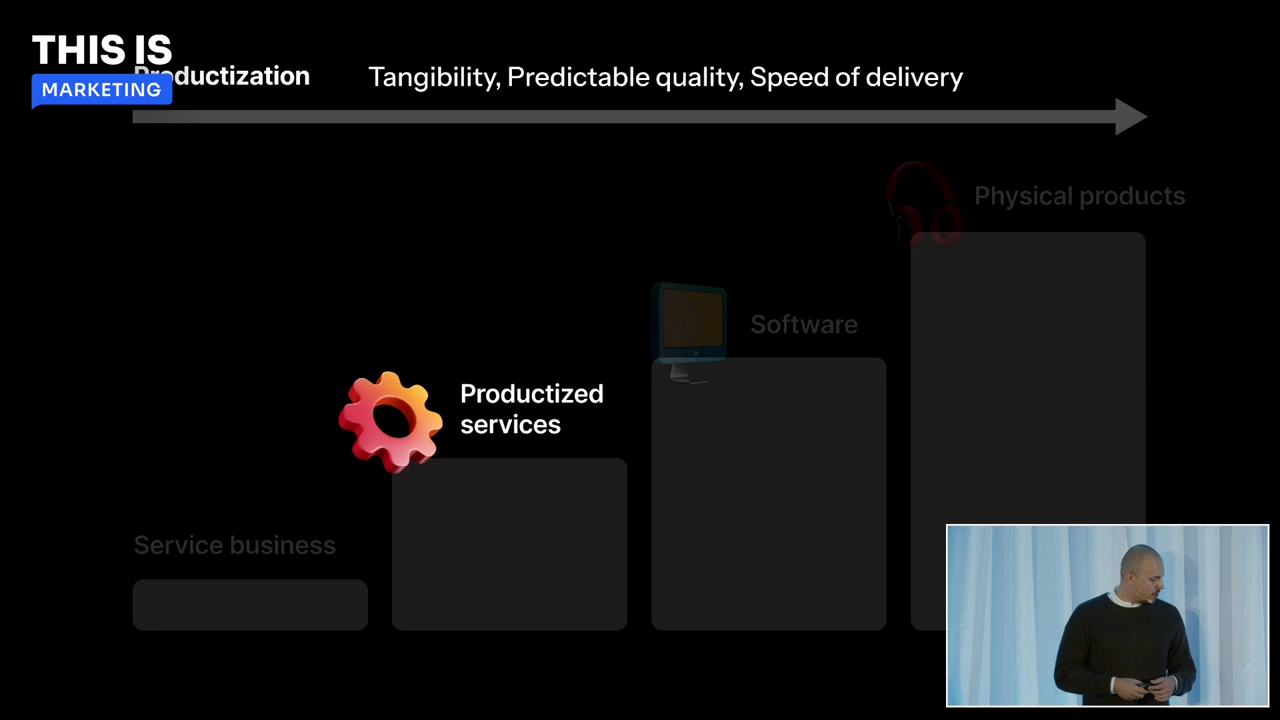 THIS IS
MARKETING
Productization
Tangibility, Predictable quality, Speed of delivery
Physical products
Software
Productized
services
Service business